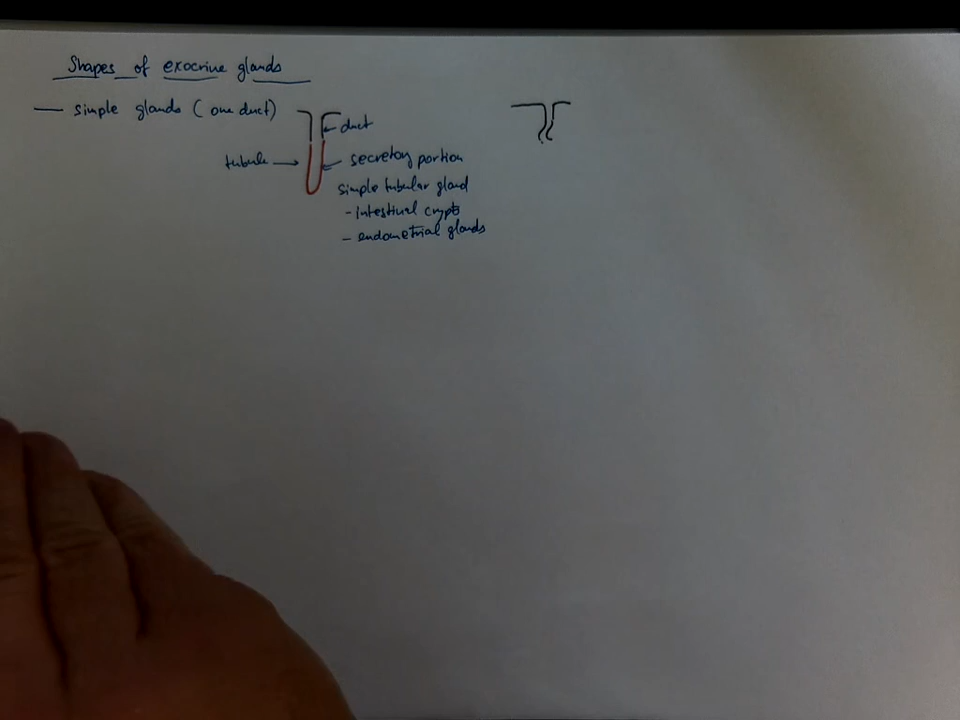 Shapes of exocrine glands
— simple glands (one duct)
duct
tubule
secretory portion
simple tubular gland
- intestinal crypts
- endometrial glands